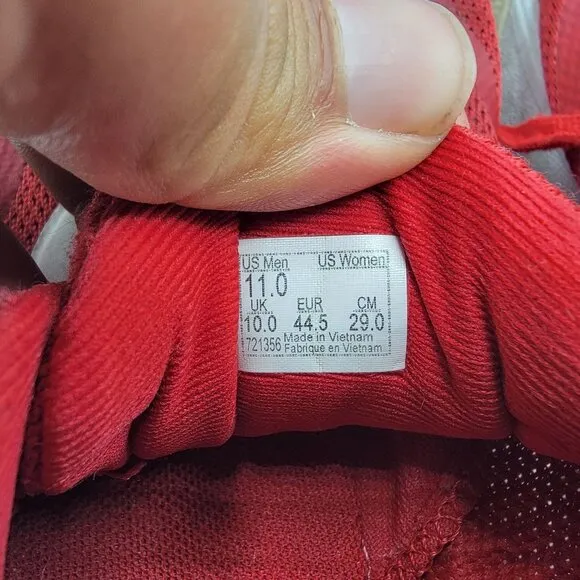 US Men US Women
11.0
UK EUR CM
10.0 44.5 29.0
721356 Made in Vietnam
Fabrique en Vietnam